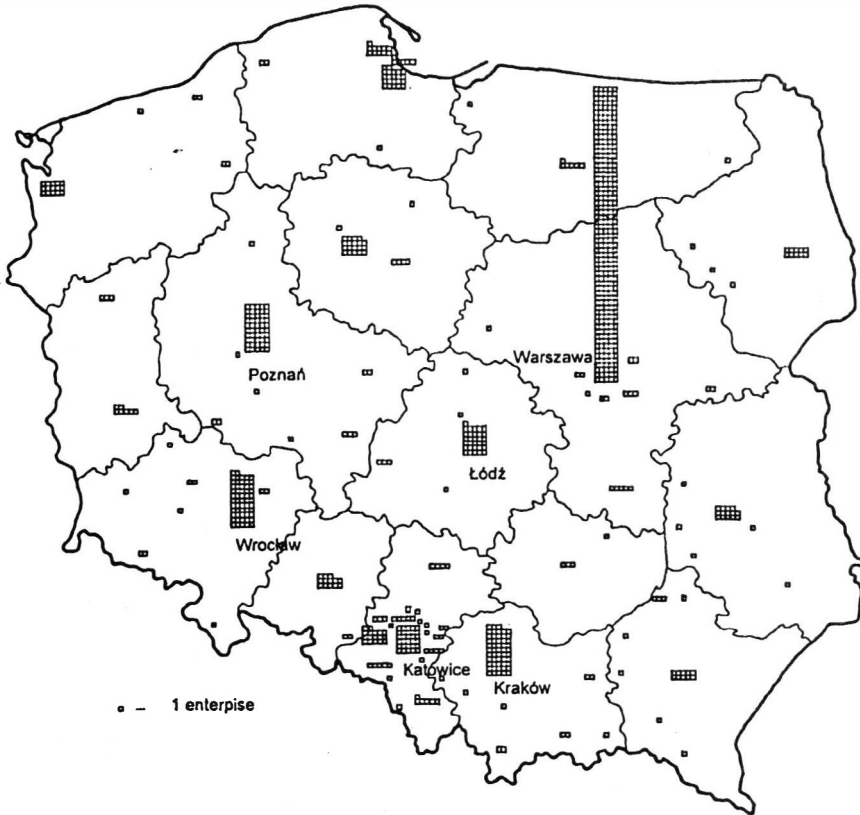 Warszawa
Poznań
Łódź
Wrocław
Katowice
Kraków
– 1 enterpise